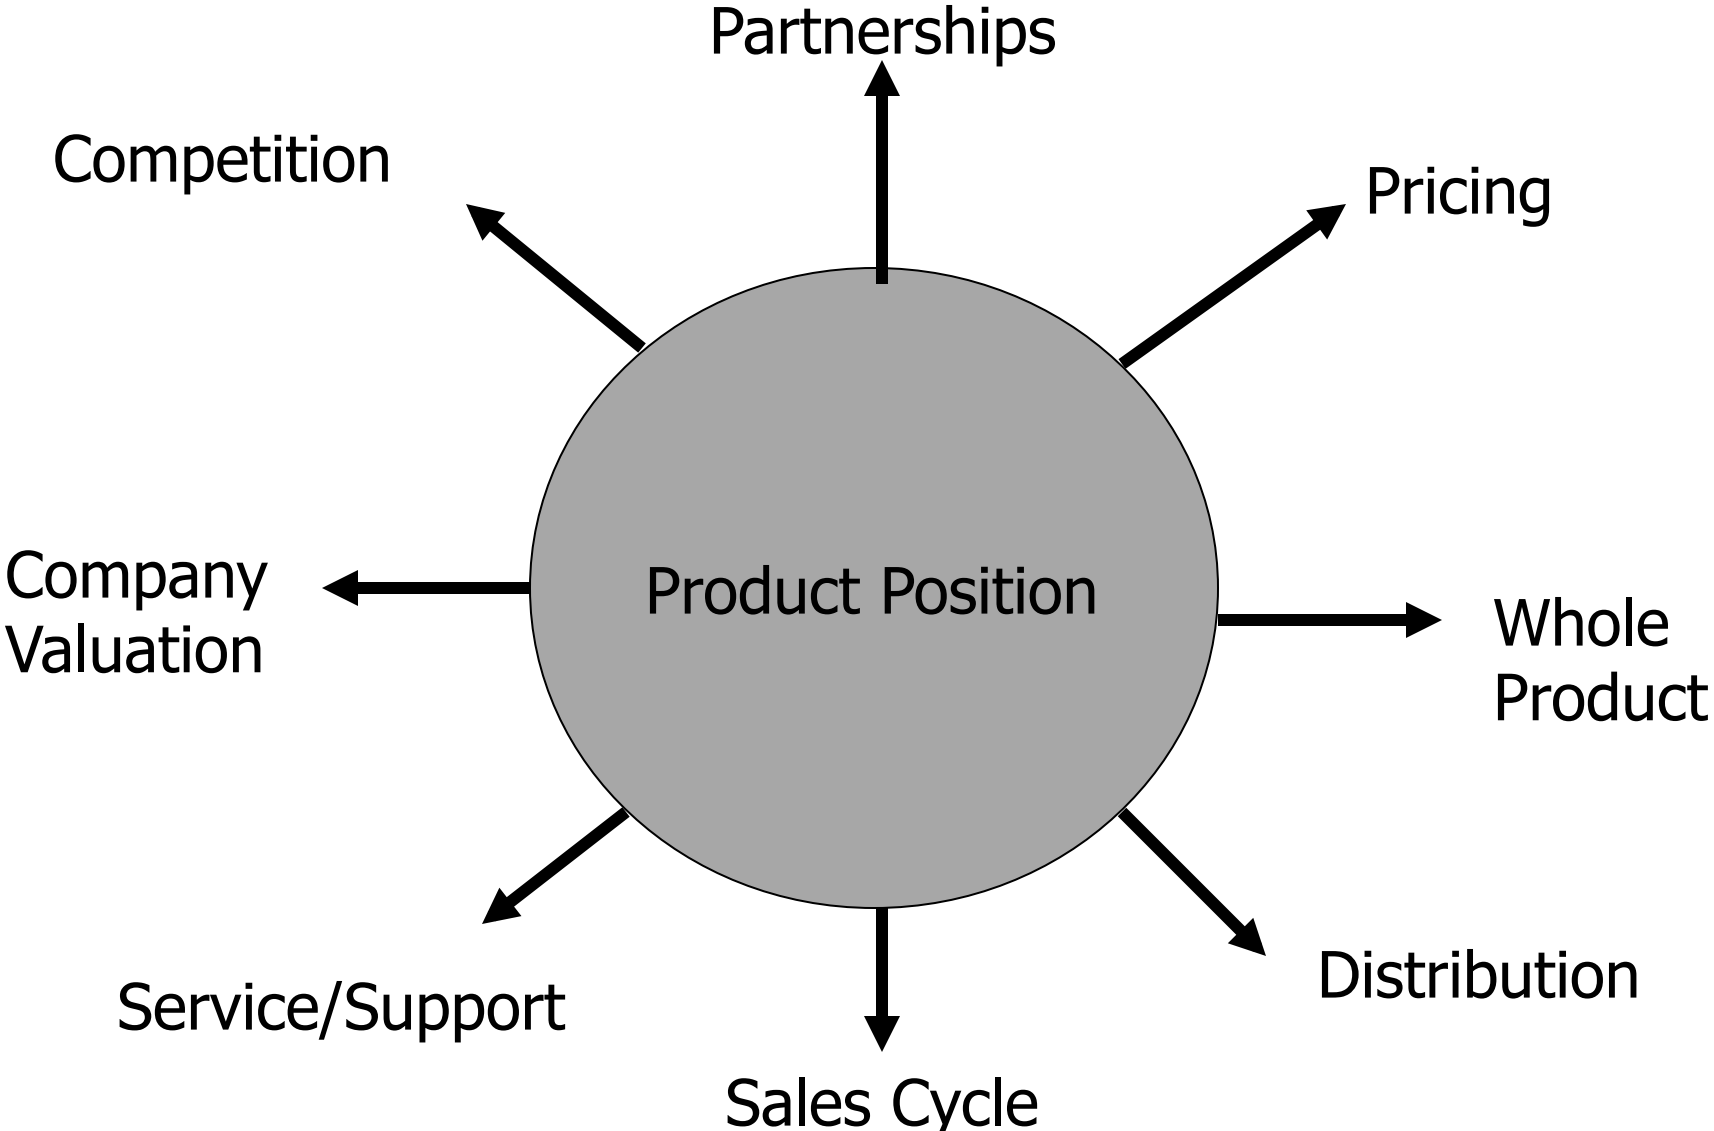 Partnerships
Competition
Pricing
Company
Valuation
Product Position
Whole
Product
Service/Support
Distribution
Sales Cycle